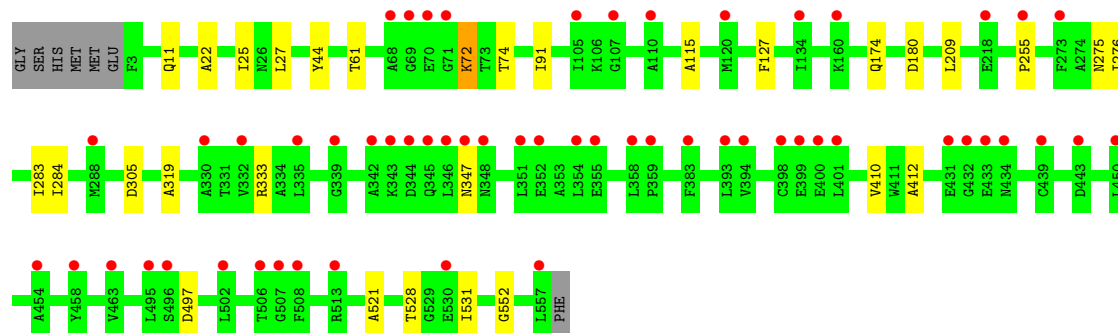 GLY SER HIS MET MET GLU F3 Q11 A22 I25 N26 L27 Y44 T61 A68 G69 E70 G71 K72 T73 T74 I91 I105 K106 G107 A110 A115 M120 F127 I134 K160 Q174 D180 L209 E218 P255 F273 A274 N275 I276
I283 I284 M288 D305 A319 A330 T331 V332 R333 A334 L335 G339 A342 K343 D344 Q345 L346 N347 N348 L351 E352 A353 L354 E355 L358 P359 F383 L393 V394 C398 E399 E400 L401 V410 W411 A412 E431 G432 E433 N434 C439 D443 L450
A454 Y458 V463 L495 S496 D497 L502 T506 G507 F508 R513 A521 T528 G529 E530 I531 G552 L557 PHE